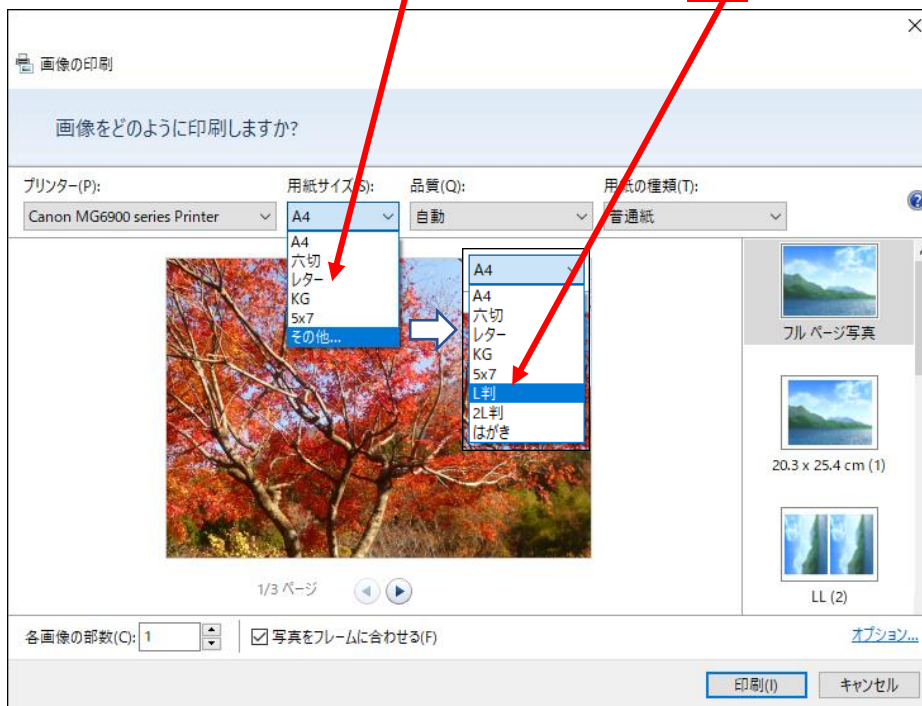 画像の印刷
画像をどのように印刷しますか?
プリンター(P): 用紙サイズ(S): 品質(Q): 用紙の種類(T):
Canon MG6900 series Printer A4 自動 普通紙
A4
六切
レター
KG
5x7
その他...
A4
A4
六切
レター
KG
5x7
L判
2L判
はがき
フル ページ写真
20.3 x 25.4 cm (1)
LL (2)
1/3 ページ
各画像の部数(C): 1 写真をフレームに合わせる(F) オプション...
印刷(I) キャンセル